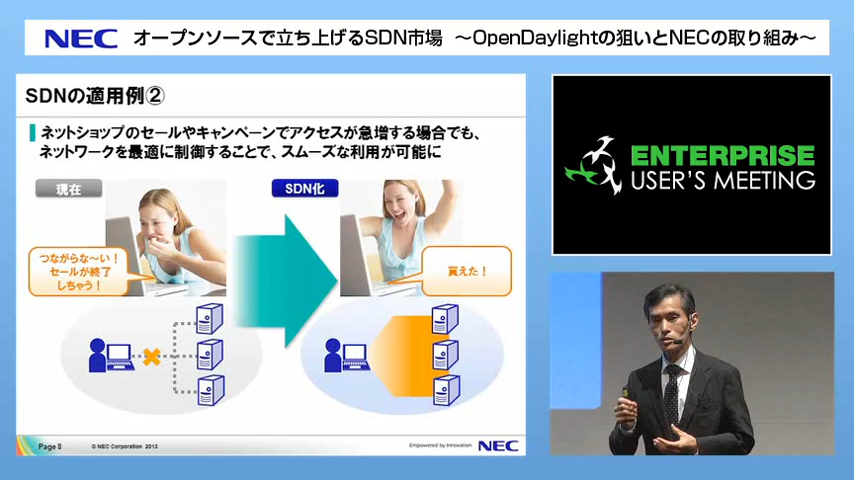 NEC オープンソースで立ち上げるSDN市場 ～OpenDaylightの狙いとNECの取り組み～
SDNの適用例②
ネットショップのセールやキャンペーンでアクセスが急増する場合でも、
ネットワークを最適に制御することで、スムーズな利用が可能に
現在
SDN化
つながらな～い！
セールが終了
しちゃう！
買えた！
Page 8
© NEC Corporation 2013
Empowered by Innovation NEC
ENTERPRISE
USER'S MEETING